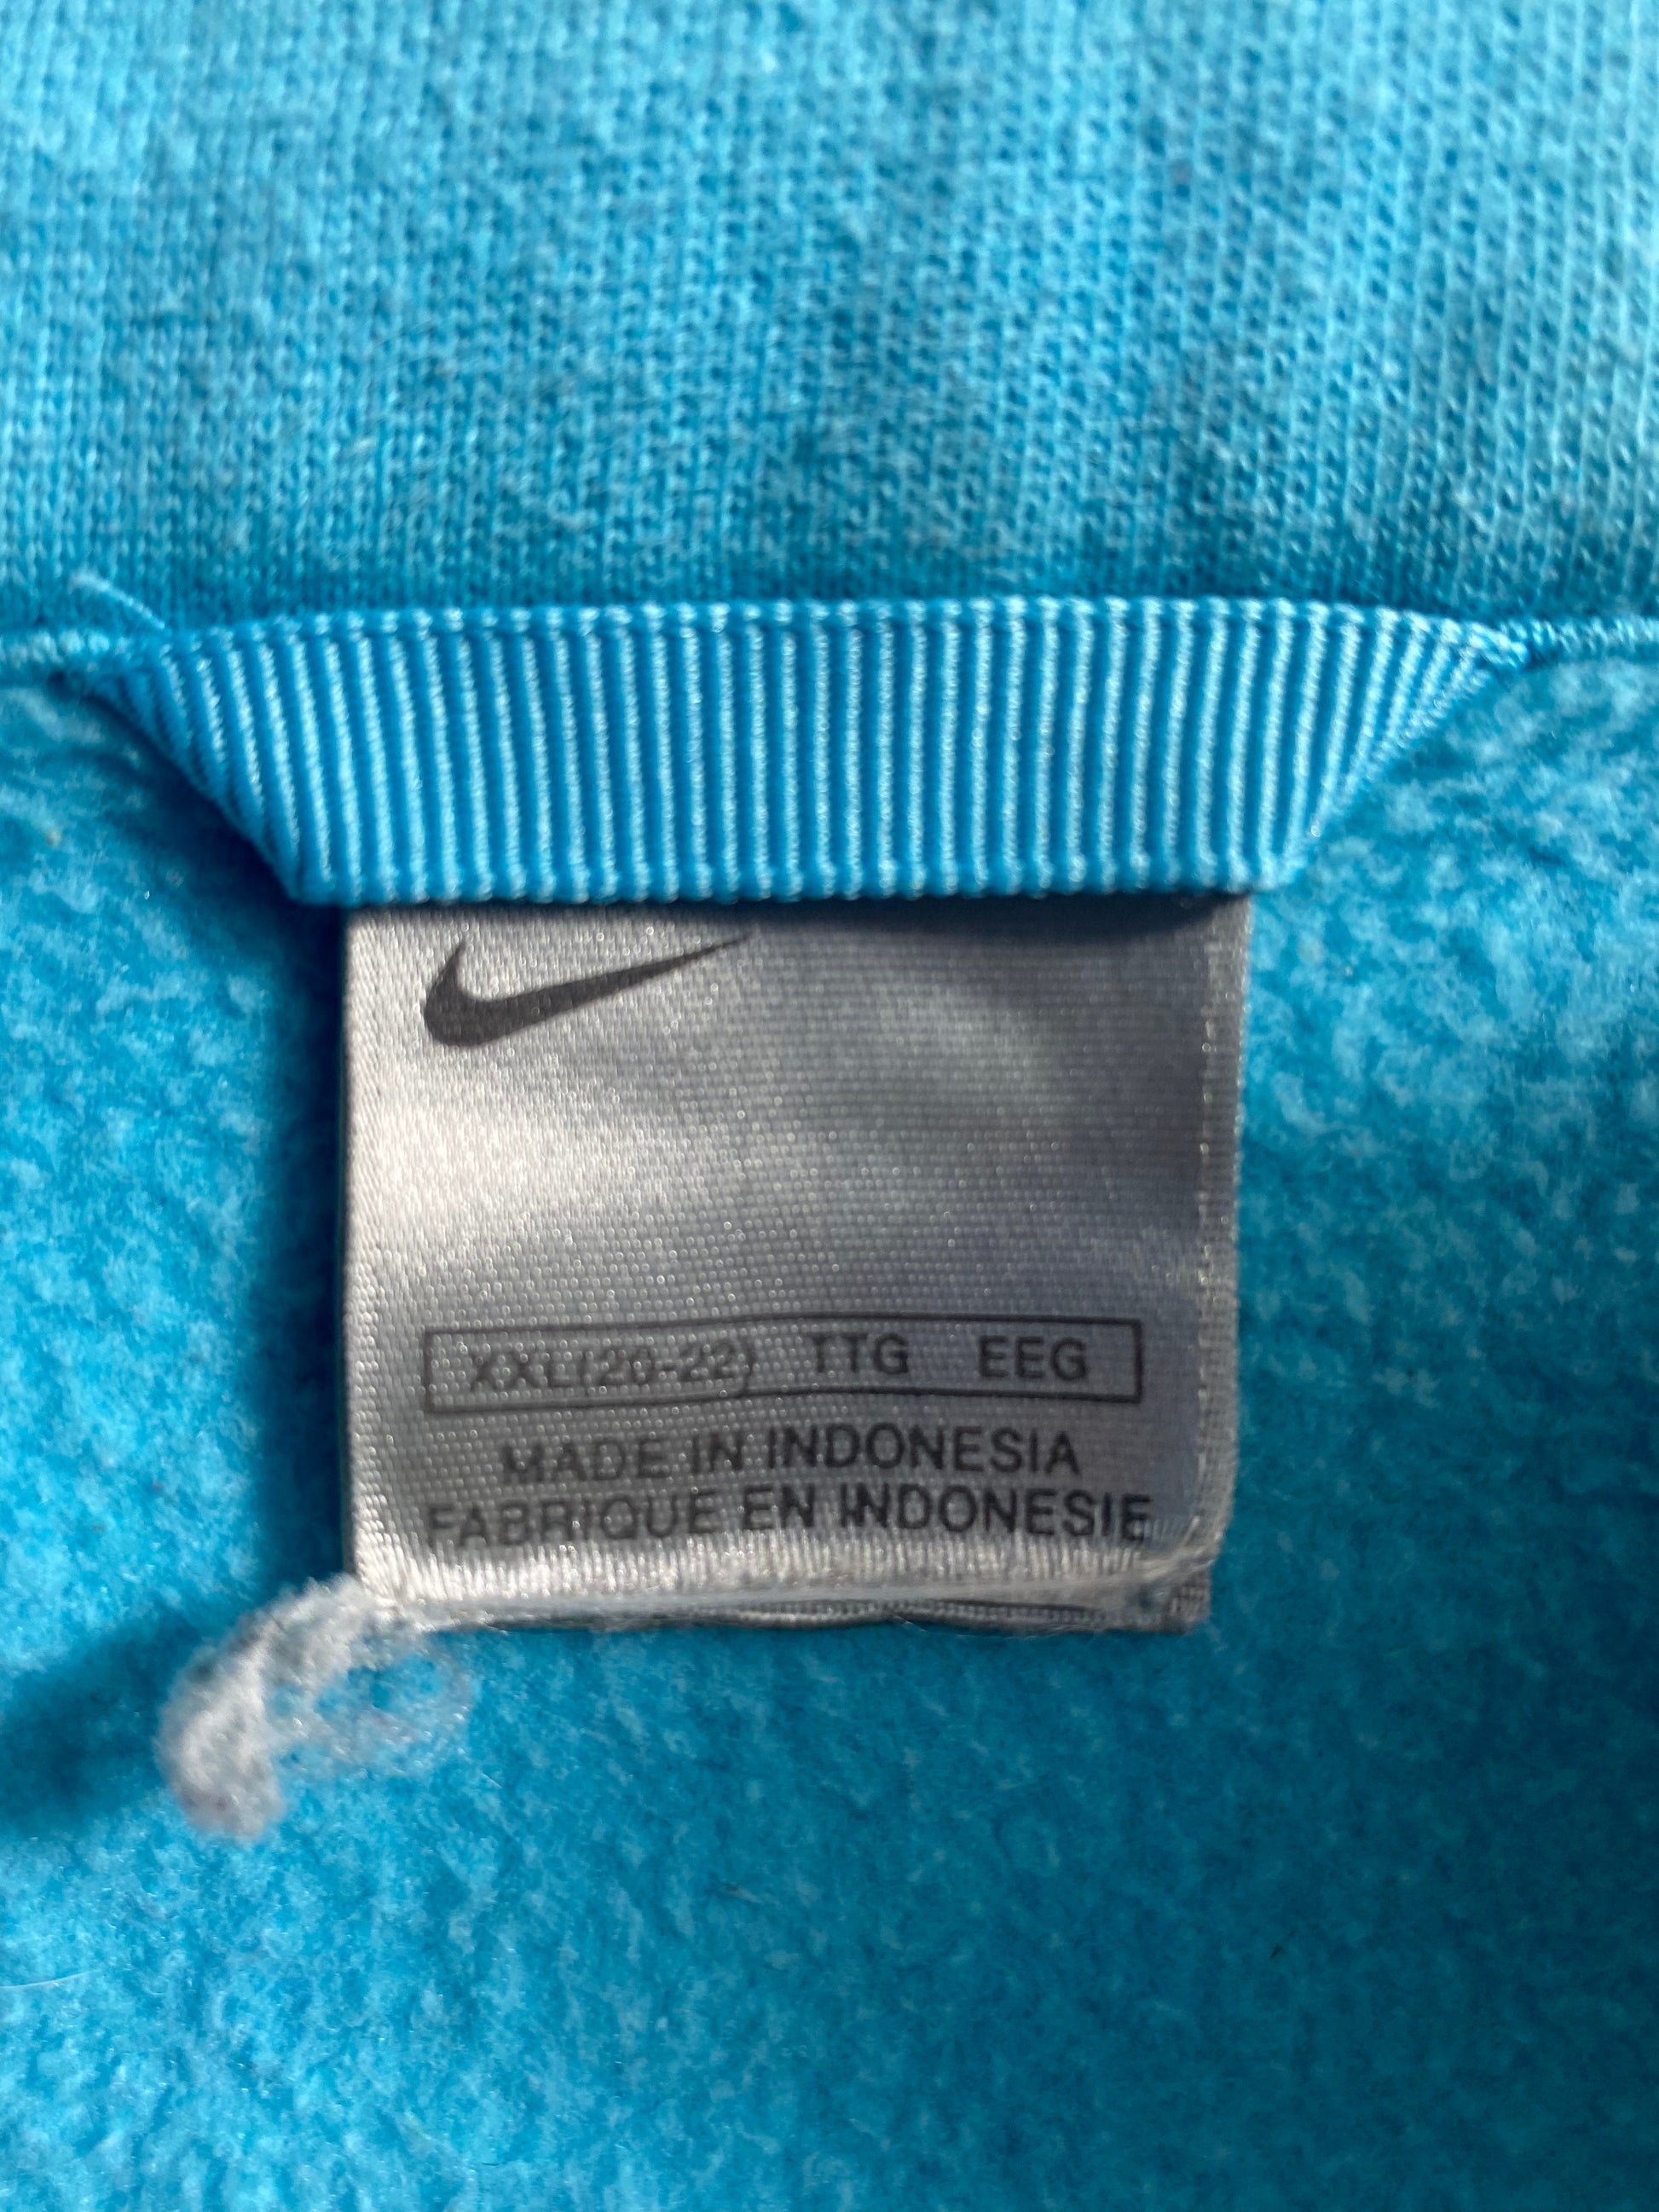 XXL(20-22) TTG EEG
MADE IN INDONESIA
FABRIQUE EN INDONESIE